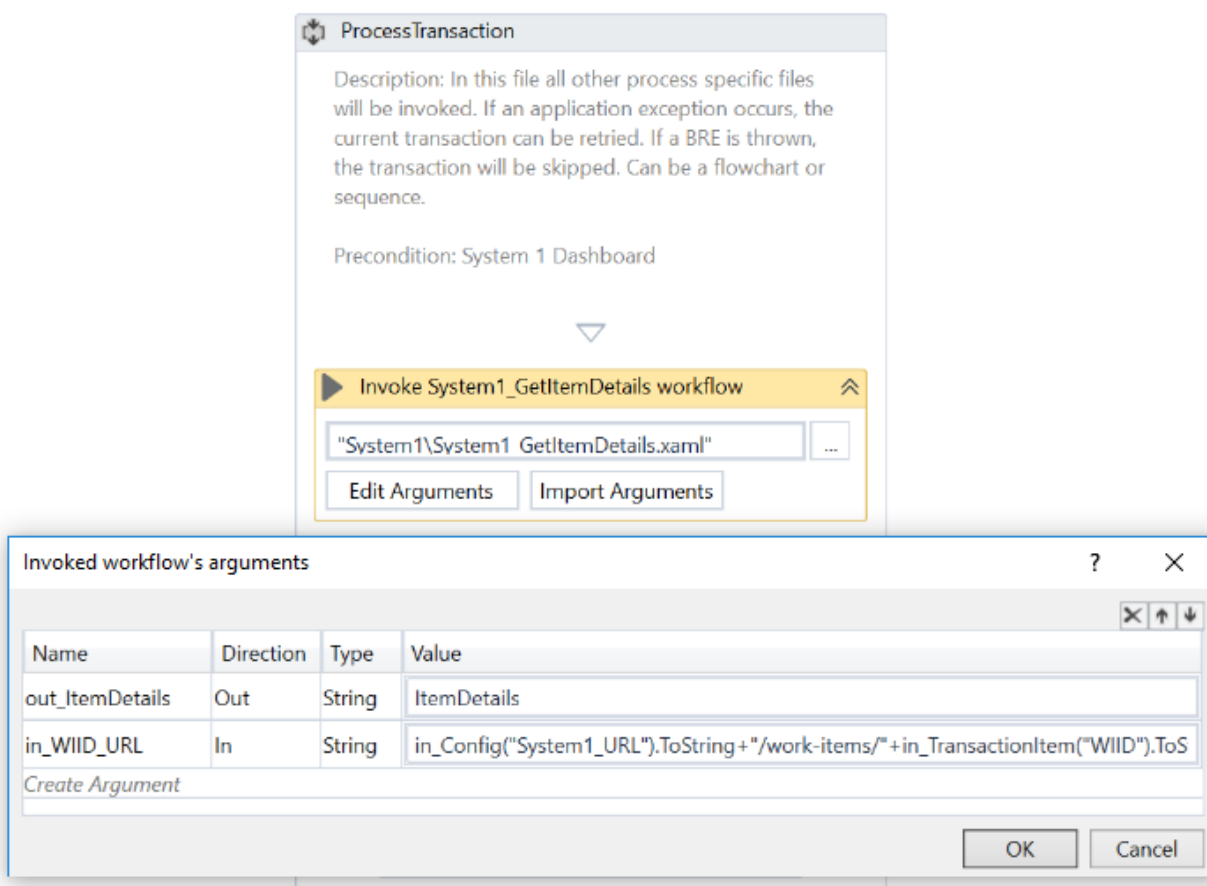 ProcessTransaction
Description: In this file all other process specific files
will be invoked. If an application exception occurs, the
current transaction can be retried. If a BRE is thrown,
the transaction will be skipped. Can be a flowchart or
sequence.
Precondition: System 1 Dashboard
Invoke System1_GetItemDetails workflow
"System1\System1 GetItemDetails.xaml"
...
Edit Arguments Import Arguments
Invoked workflow's arguments ?
Name Direction Type Value
out_ItemDetails Out String ItemDetails
in_WIID_URL In String in_Config("System1_URL").ToString+"/work-items/"+in_TransactionItem("WIID").ToS
Create Argument
OK Cancel